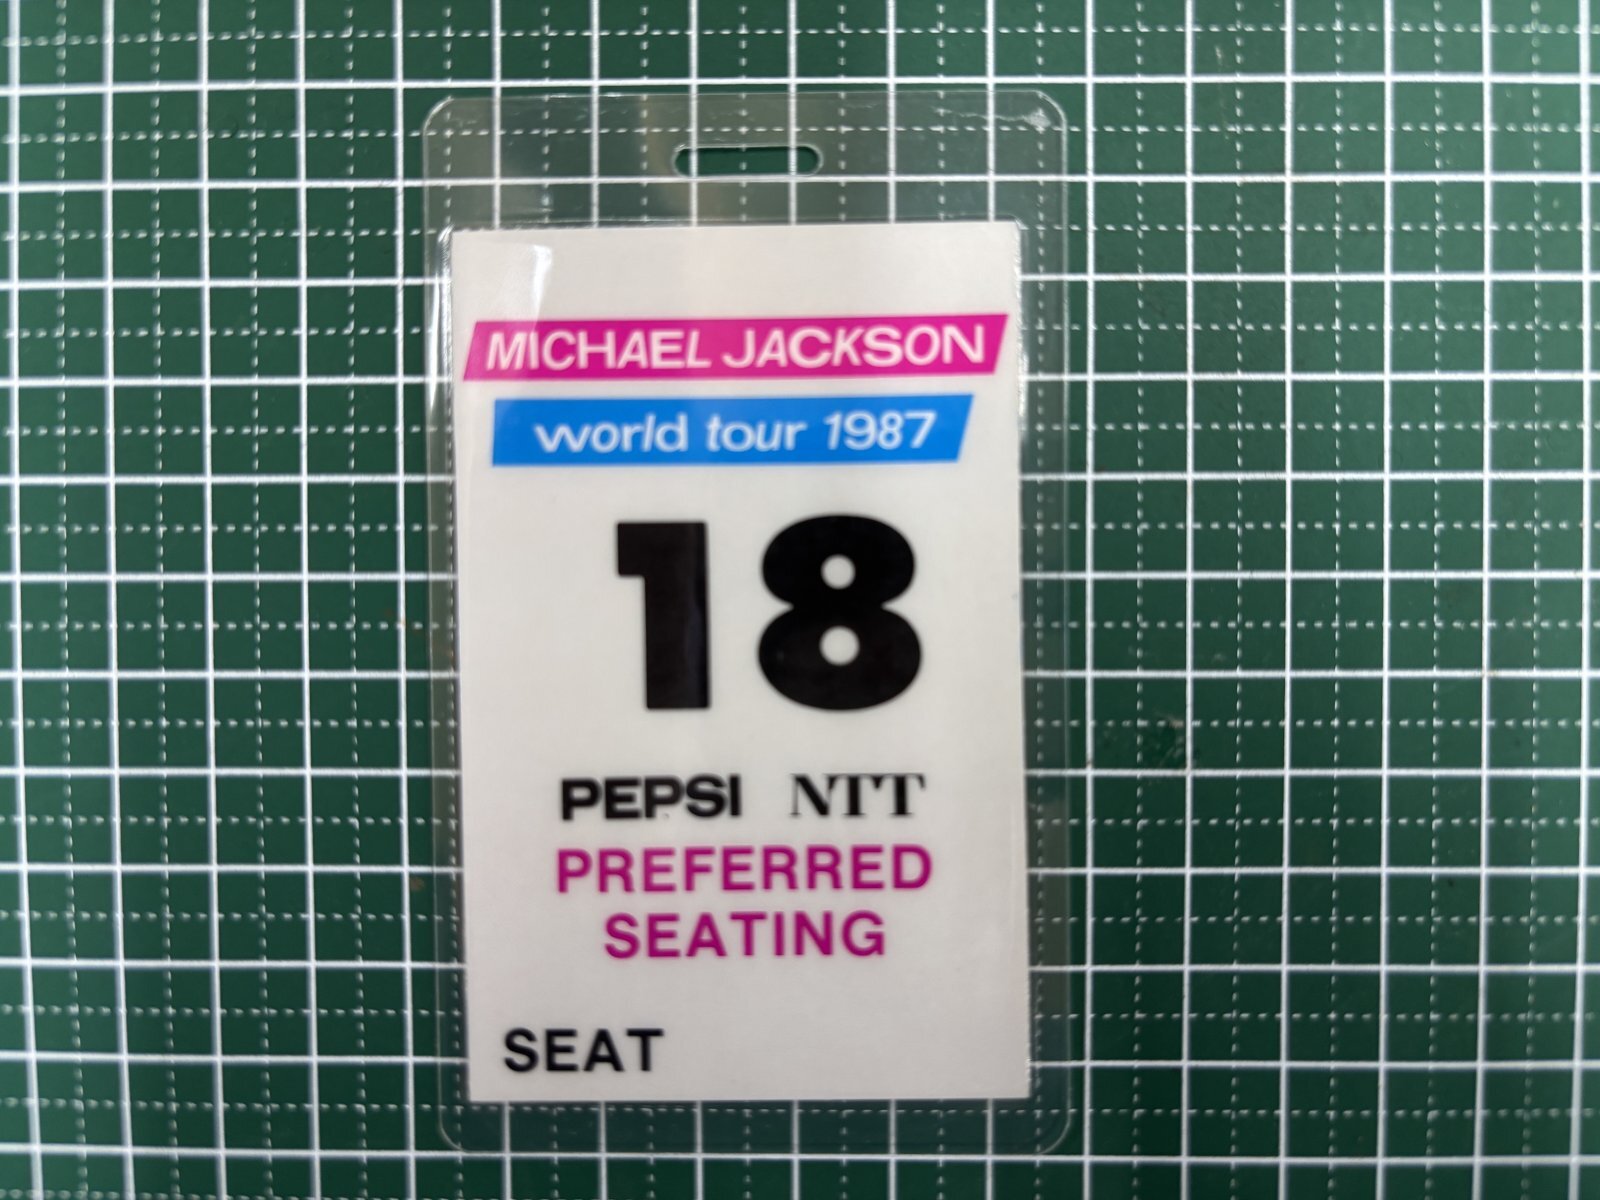 MICHAEL JACKSON
world tour 1987
18
PEPSI NTT
PREFERRED
SEATING
SEAT